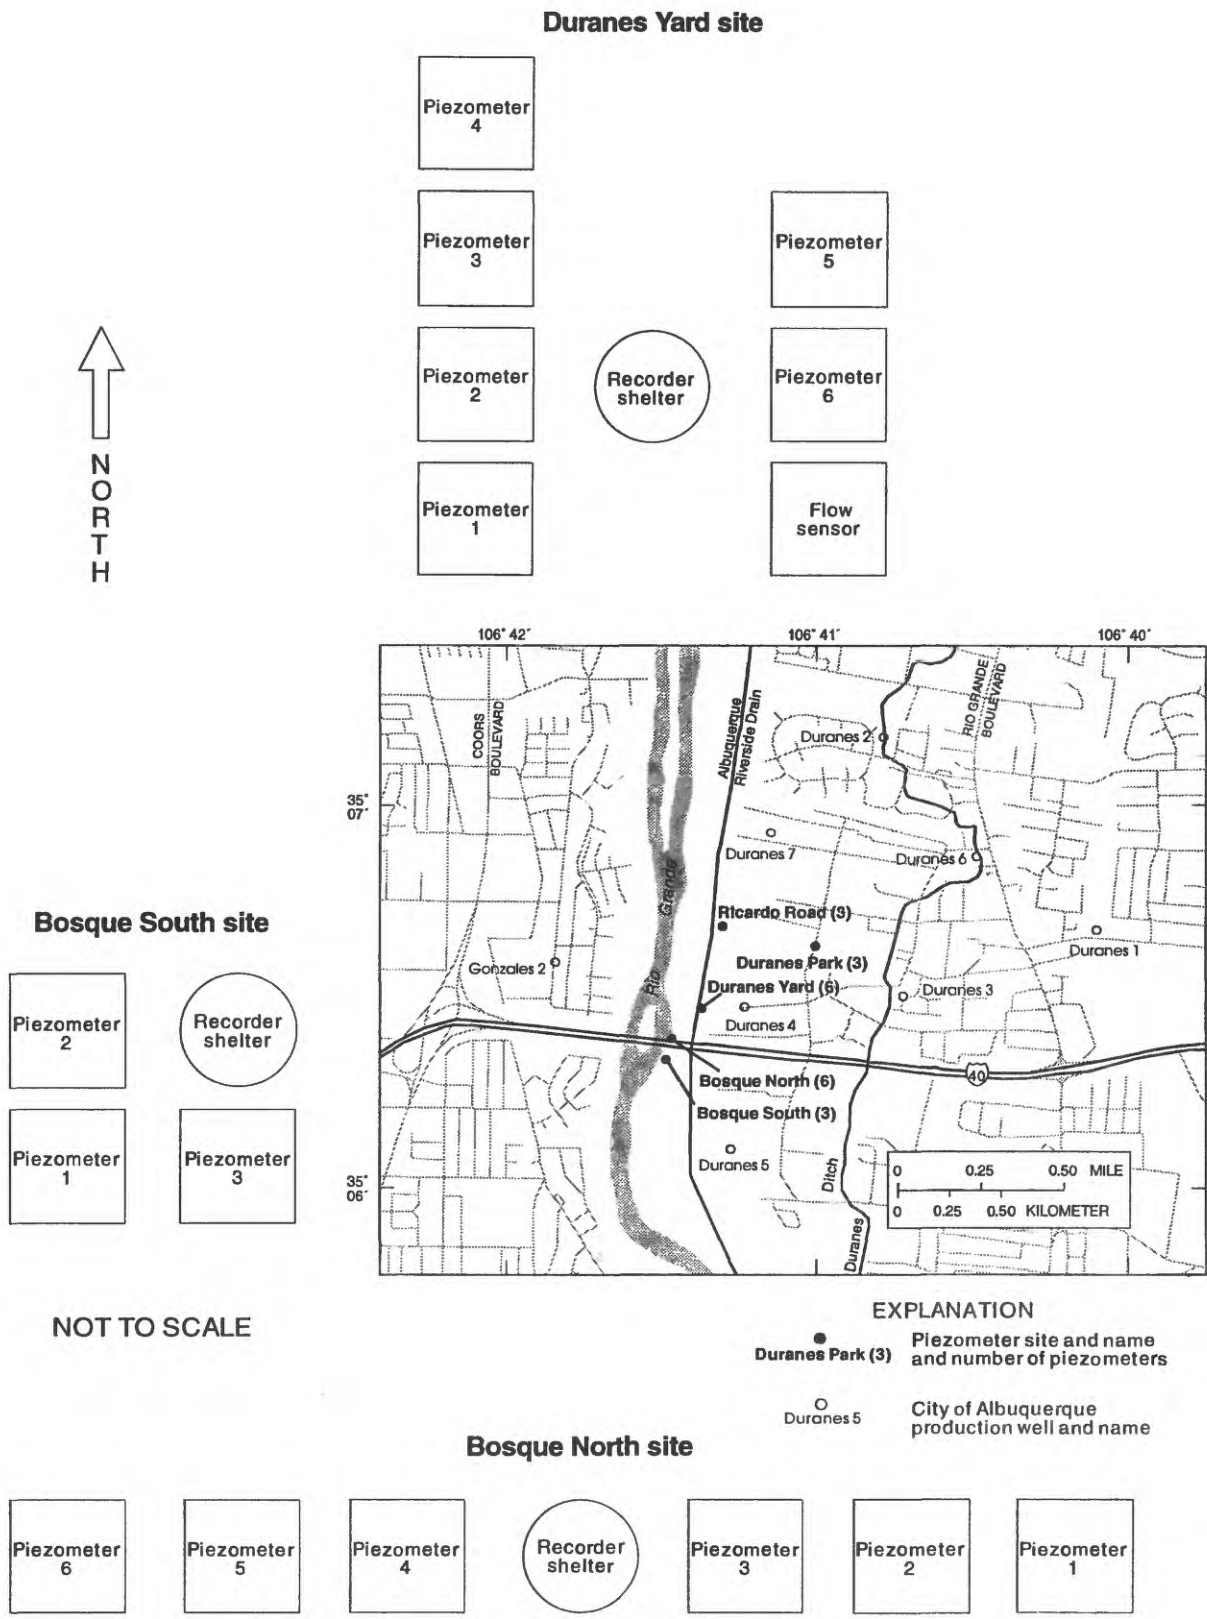 Duranes Yard site
Piezometer
4
Piezometer
3
Piezometer
5
Piezometer
2
Recorder
shelter
Piezometer
6
Piezometer
1
Flow
sensor
NORTH
106° 42′
106° 41′
106° 40′
35°
07′
35°
06′
COORS
BOULEVARD
Albuquerque
Riverside Drain
RIO GRANDE
BOULEVARD
Duranes 2
Duranes 7
Duranes 6
Rio Grande
Ricardo Road (3)
Duranes 1
Gonzales 2
Duranes Park (3)
Duranes Yard (6)
Duranes 3
Duranes 4
Bosque North (6)
40
Bosque South (3)
Duranes 5
Duranes Ditch
0 0.25 0.50 MILE
0 0.25 0.50 KILOMETER
Bosque South site
Piezometer
2
Recorder
shelter
Piezometer
1
Piezometer
3
NOT TO SCALE
EXPLANATION
Duranes Park (3)
Piezometer site and name
and number of piezometers
Duranes 5
City of Albuquerque
production well and name
Bosque North site
Piezometer
6
Piezometer
5
Piezometer
4
Recorder
shelter
Piezometer
3
Piezometer
2
Piezometer
1